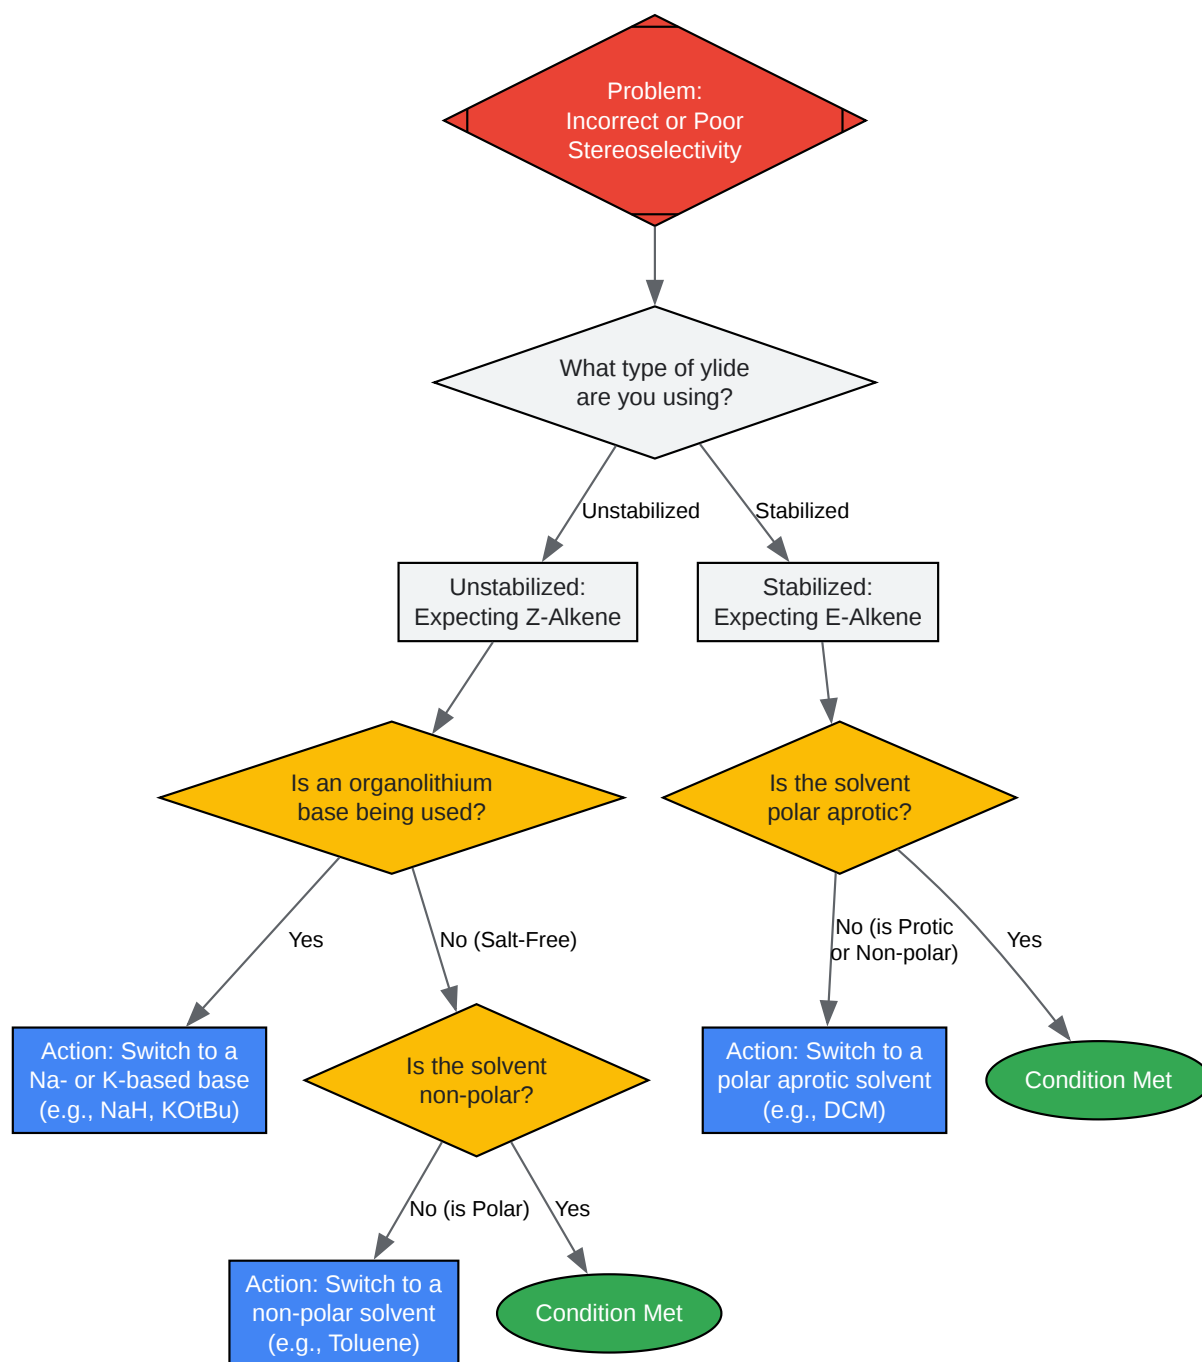 Problem:
Incorrect or Poor
Stereoselectivity
What type of ylide
are you using?
Unstabilized
Stabilized
Unstabilized:
Expecting Z-Alkene
Stabilized:
Expecting E-Alkene
Is an organolithium
base being used?
Is the solvent
polar aprotic?
Yes
No (Salt-Free)
No (is Protic
or Non-polar)
Yes
Action: Switch to a
Na- or K-based base
(e.g., NaH, KOtBu)
Is the solvent
non-polar?
Action: Switch to a
polar aprotic solvent
(e.g., DCM)
Condition Met
No (is Polar)
Yes
Action: Switch to a
non-polar solvent
(e.g., Toluene)
Condition Met